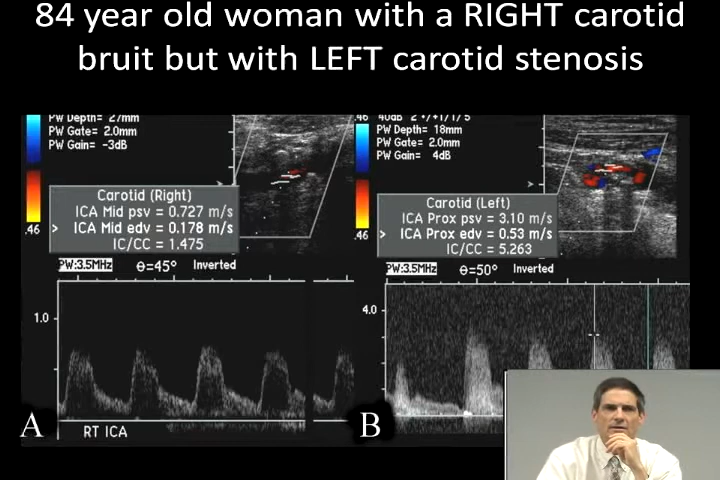 84 year old woman with a RIGHT carotid
bruit but with LEFT carotid stenosis
PW Depth= 27mm
PW Gate= 2.0mm
PW Gain= -3dB
Carotid (Right)
ICA Mid psv = 0.727 m/s
> ICA Mid edv = 0.178 m/s
IC/CC = 1.475
.46
PW:3.5MHz θ=45° Inverted
1.0
A
RT ICA
.46
PW Depth= 18mm
PW Gate= 2.0mm
PW Gain= 4dB
Carotid (Left)
ICA Prox psv = 3.10 m/s
> ICA Prox edv = 0.53 m/s
IC/CC = 5.263
.46
PW:3.5MHz θ=50° Inverted
4.0
B